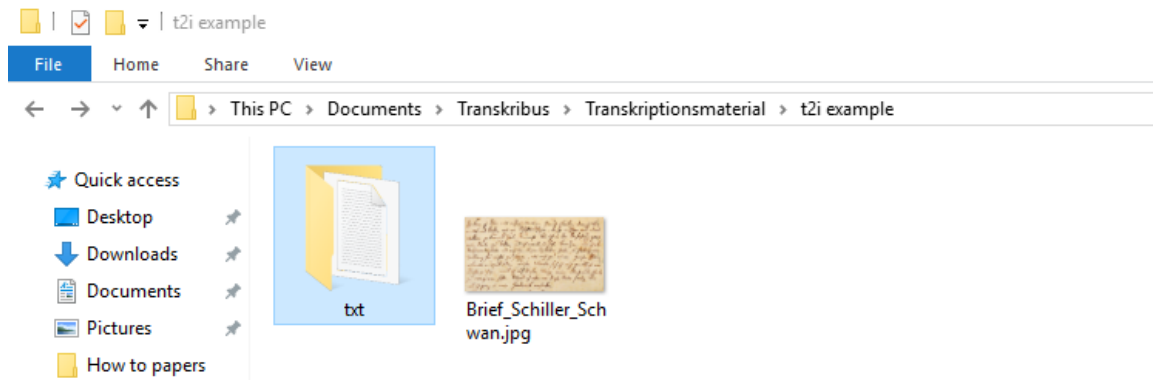 t2i example
File Home Share View
This PC > Documents > Transkribus > Transkriptionsmaterial > t2i example
Quick access
Desktop
Downloads
Documents
Pictures
How to papers
txt
Brief_Schiller_Sch
wan.jpg